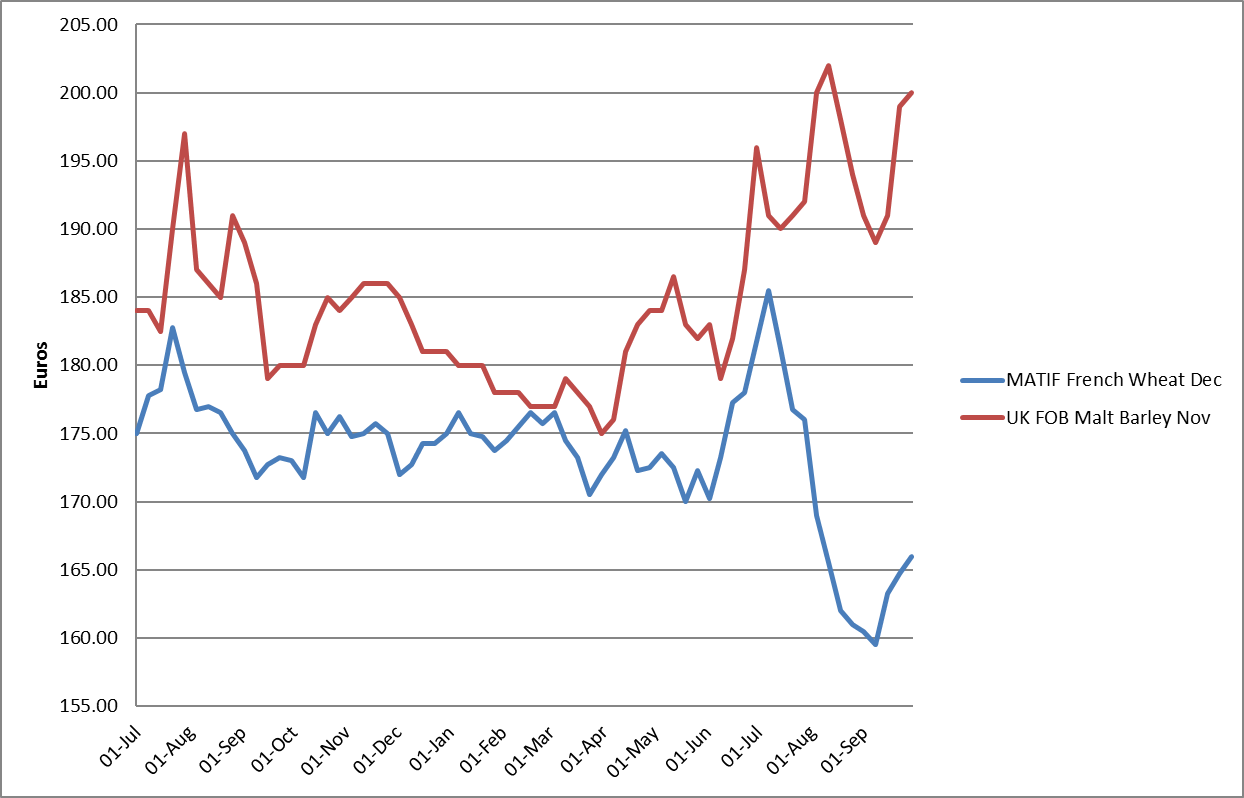 205.00
200.00
195.00
190.00
185.00
180.00
175.00
170.00
165.00
160.00
155.00
Euros
01-Jul
01-Aug
01-Sep
01-Oct
01-Nov
01-Dec
01-Jan
01-Feb
01-Mar
01-Apr
01-May
01-Jun
01-Jul
01-Aug
01-Sep
MATIF French Wheat Dec
UK FOB Malt Barley Nov